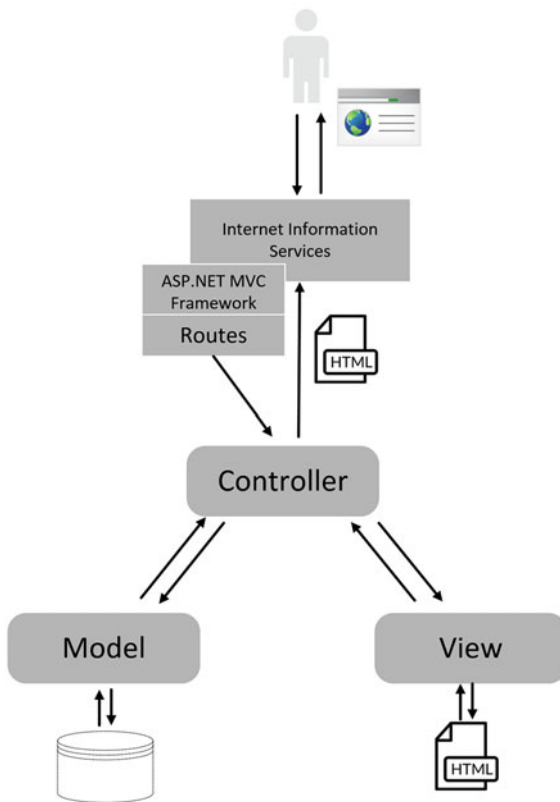 Internet Information
Services
ASP.NET MVC
Framework
Routes
HTML
Controller
Model
View
HTML